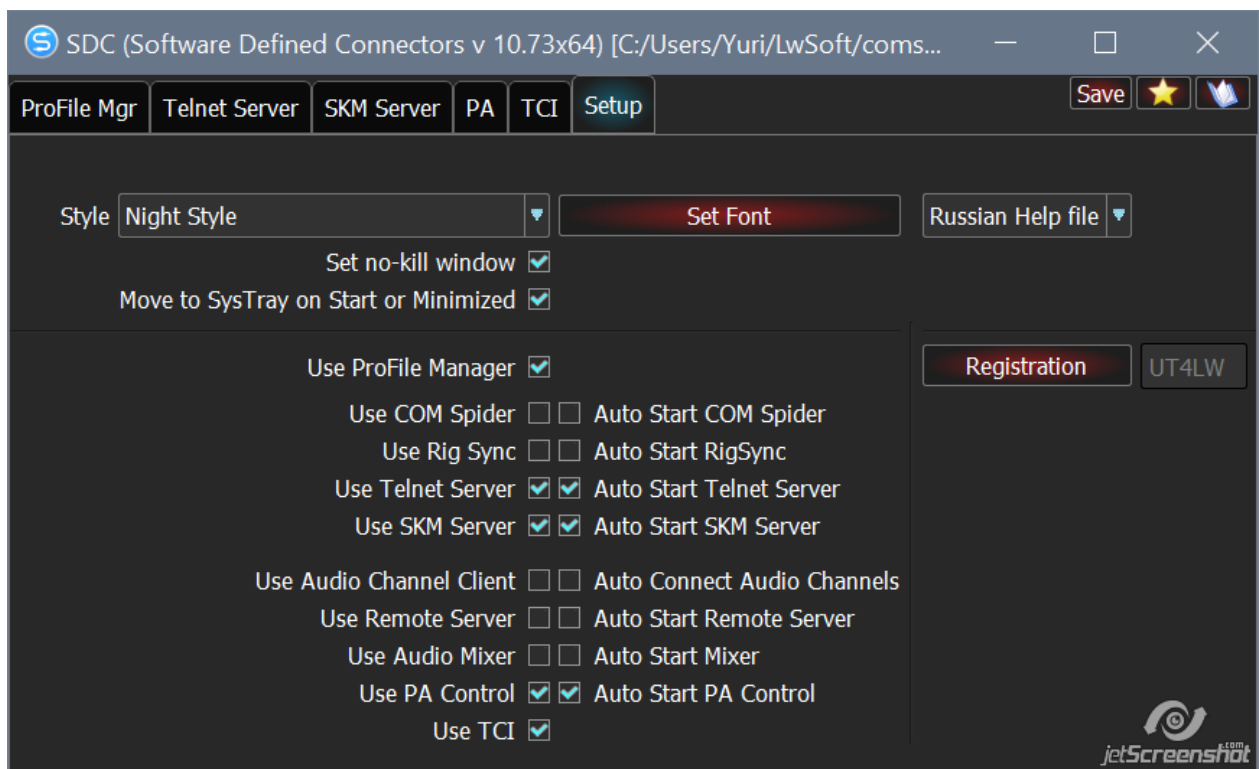 SDC (Software Defined Connectors v 10.73x64) [C:/Users/Yuri/LwSoft/coms...
ProFile Mgr Telnet Server SKM Server PA TCI Setup Save
Style Night Style Set Font Russian Help file
Set no-kill window
Move to SysTray on Start or Minimized
Use ProFile Manager Registration UT4LW
Use COM Spider Auto Start COM Spider
Use Rig Sync Auto Start RigSync
Use Telnet Server Auto Start Telnet Server
Use SKM Server Auto Start SKM Server
Use Audio Channel Client Auto Connect Audio Channels
Use Remote Server Auto Start Remote Server
Use Audio Mixer Auto Start Mixer
Use PA Control Auto Start PA Control
Use TCI
jetScreenshot.com